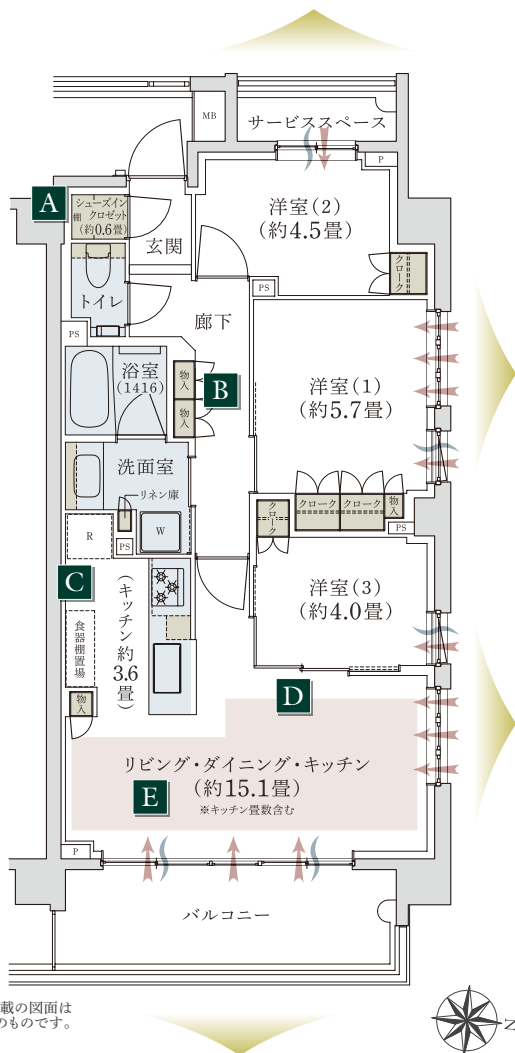 MB
サービススペース
P
A
シューズイン
クロゼット
棚
(約0.6畳)
玄関
洋室(2)
(約4.5畳)
クローク
トイレ
PS
PS
廊下
浴室
(1416)
物入
物入
B
洋室(1)
(約5.7畳)
洗面室
リネン庫
クローク
クローク
クローク
物入
PS
R
PS
W
C
(キッチン約3.6畳)
洋室(3)
(約4.0畳)
食器棚置場
物入
D
リビング・ダイニング・キッチン
(約15.1畳)
E
※キッチン畳数含む
P
バルコニー
載の図面は
のものです。
N